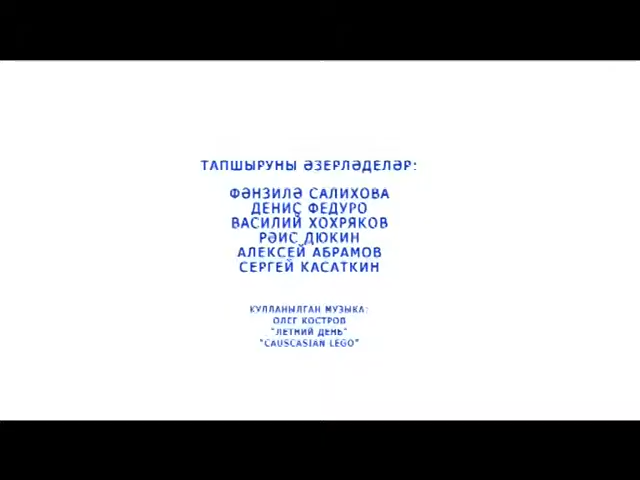 ТАПШЫРУНЫ ӘЗЕРЛӘДЕЛӘР:
ФӘНЗИЛӘ САЛИХОВА
ДЕНИС ФЕДУРО
ВАСИЛИЙ ХОХРЯКОВ
РӘИС ДЮКИН
АЛЕКСЕЙ АБРАМОВ
СЕРГЕЙ КАСАТКИН
КУЛЛАНЫЛГАН МУЗЫКА:
ОЛЕГ КОСТРОВ
"ЛЕТНИЙ ДЕНЬ"
"CAUSCASIAN LEGO"